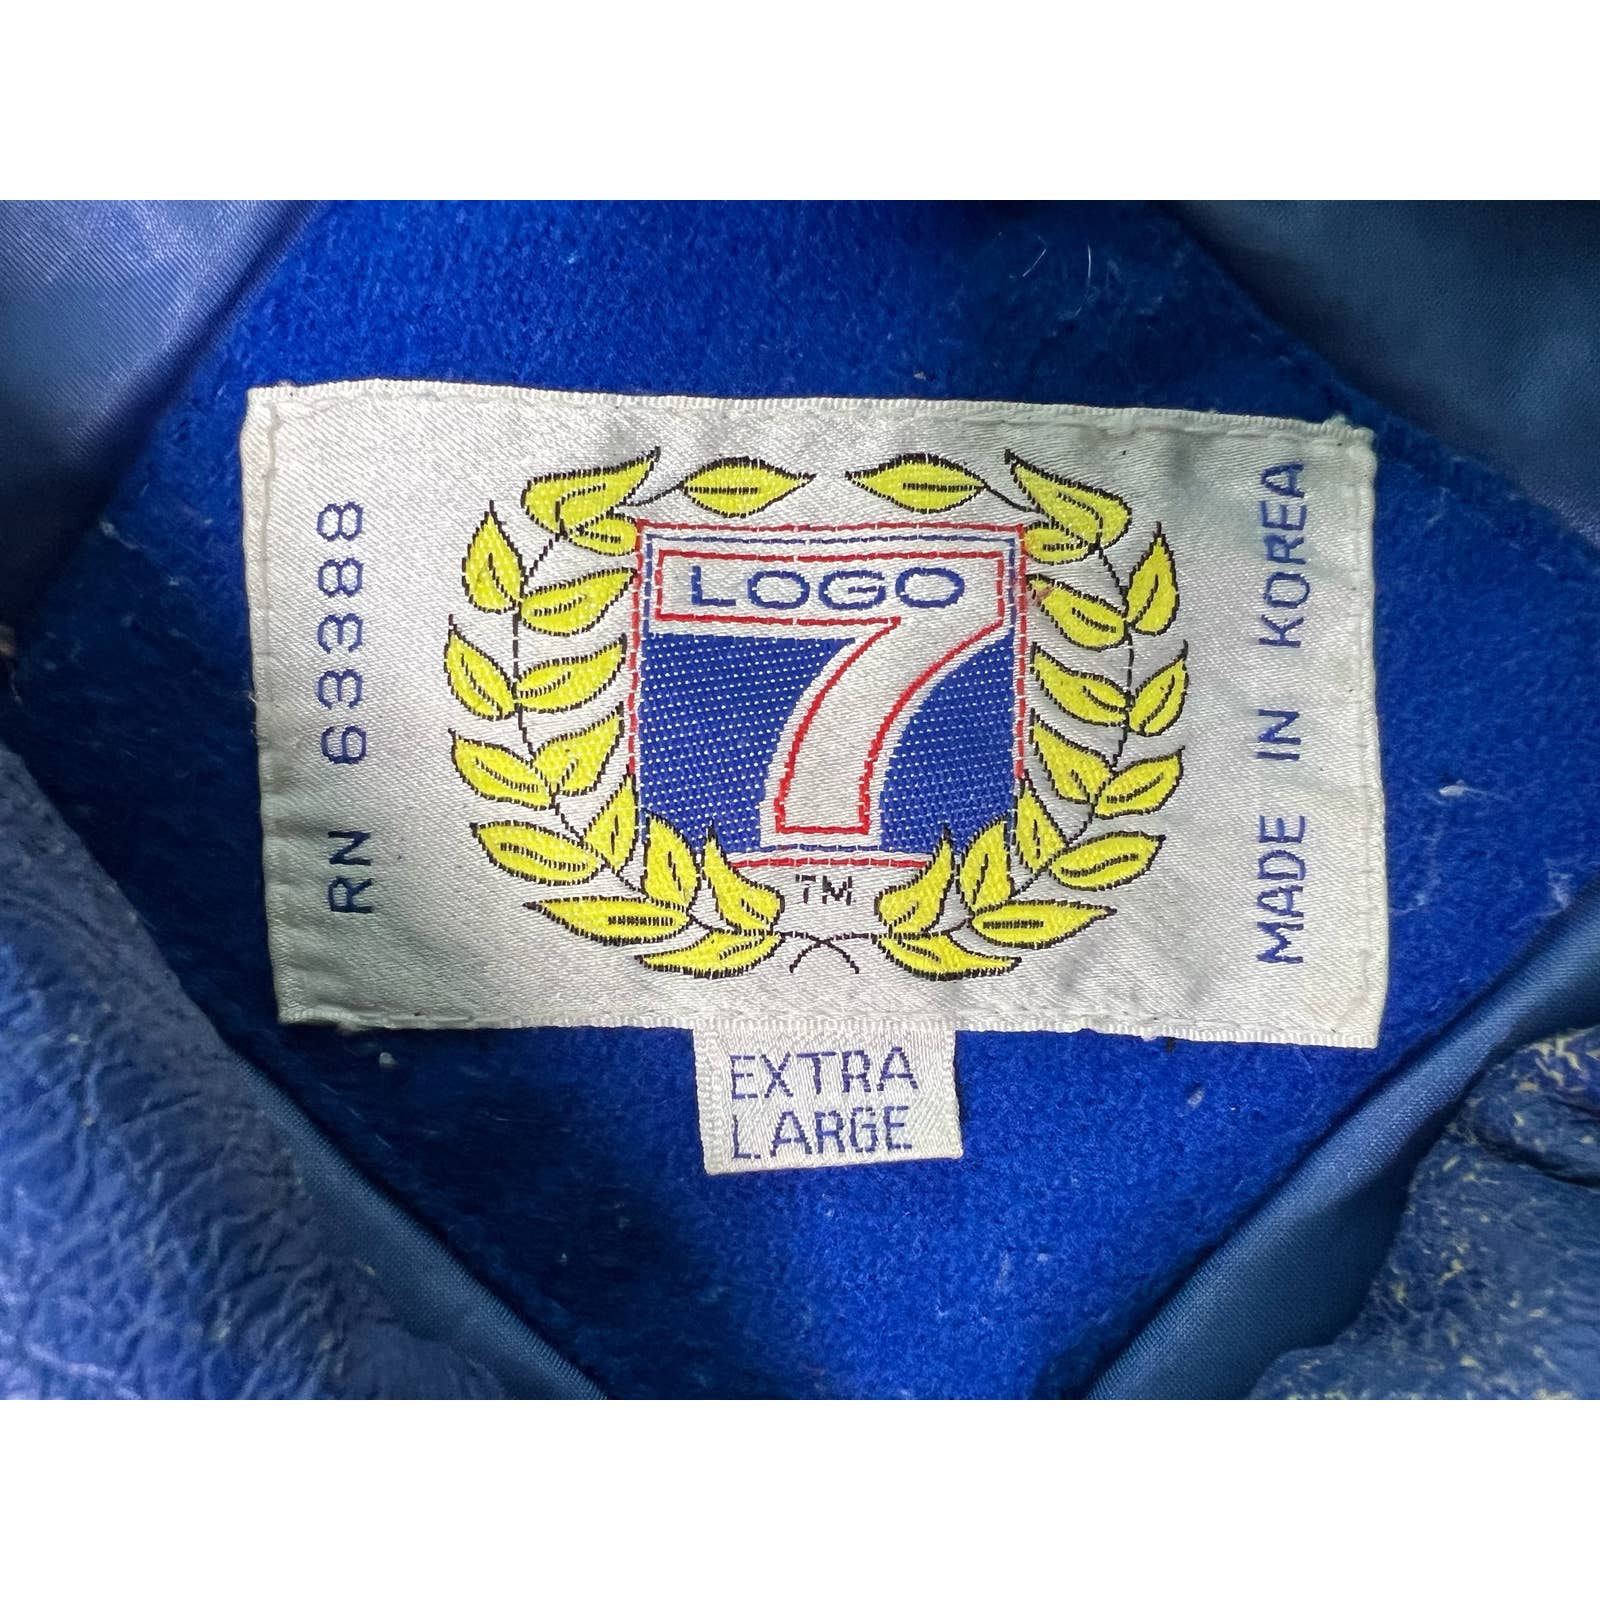 RN 63388
LOGO
7
TM
MADE IN KOREA
EXTRA
LARGE